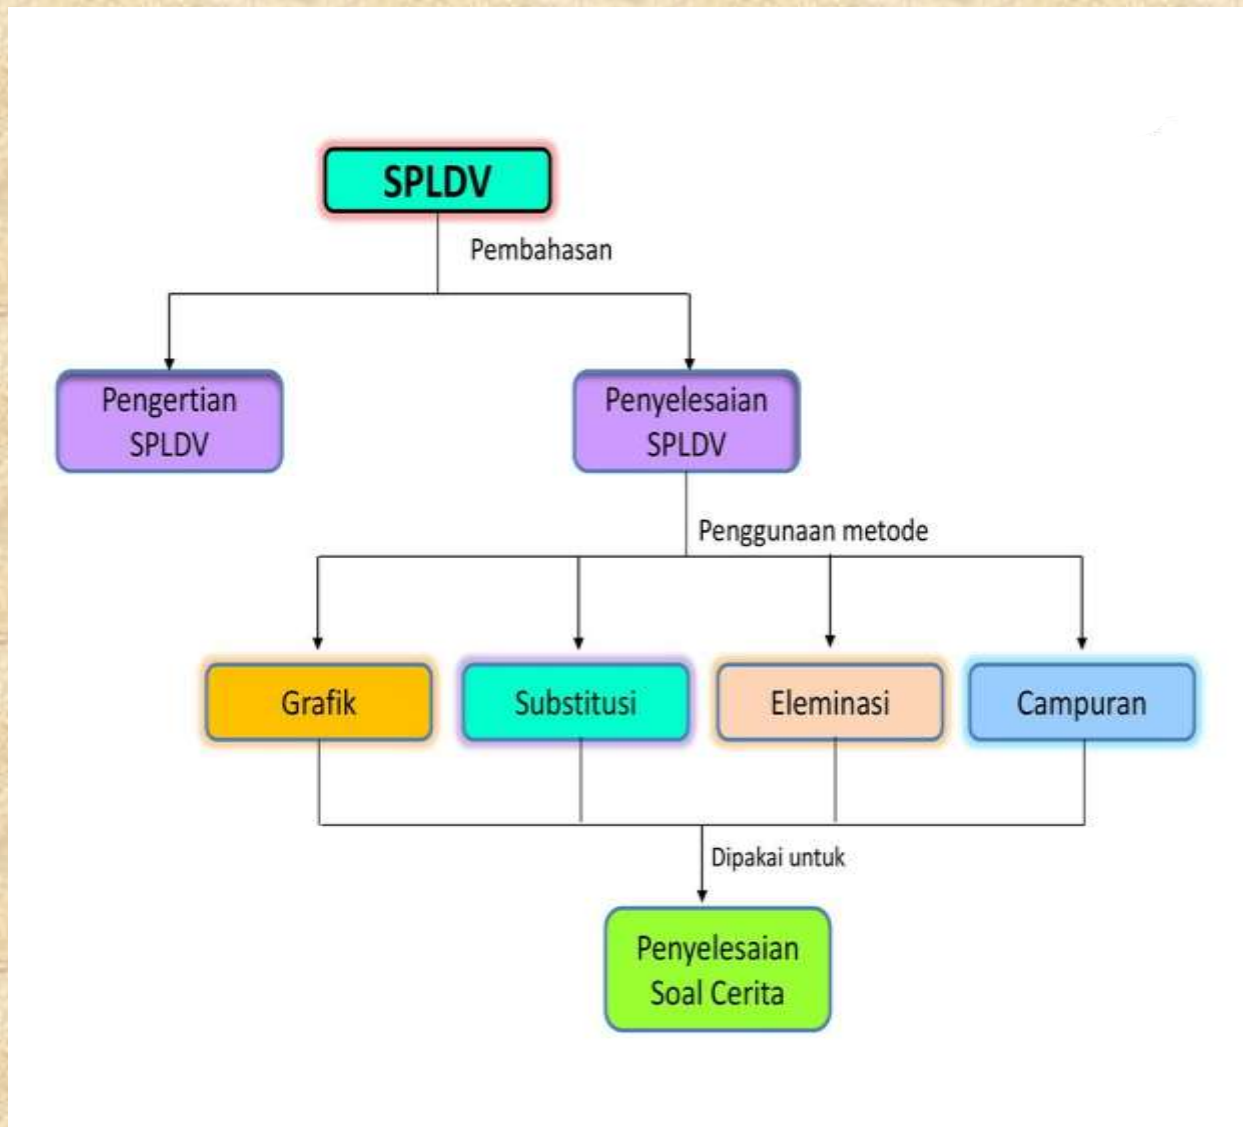 SPLDV
Pembahasan
Pengertian
SPLDV
Penyelesaian
SPLDV
Penggunaan metode
Grafik
Substitusi
Eleminasi
Campuran
Dipakai untuk
Penyelesaian
Soal Cerita